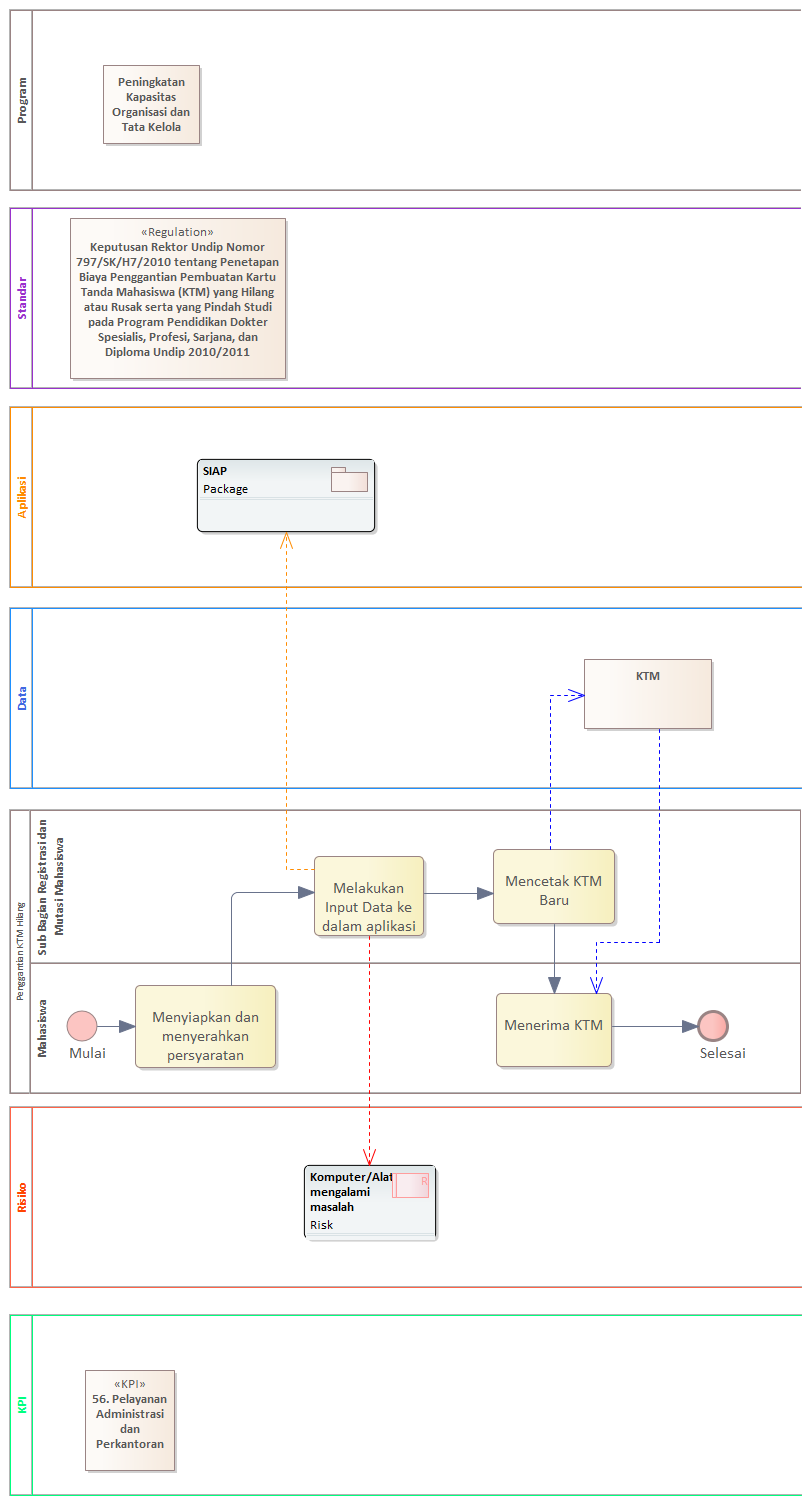 Program
Peningkatan
Kapasitas
Organisasi dan
Tata Kelola
Standar
«Regulation»
Keputusan Rektor Undip Nomor
797/SK/H7/2010 tentang Penetapan
Biaya Penggantian Pembuatan Kartu
Tanda Mahasiswa (KTM) yang Hilang
atau Rusak serta yang Pindah Studi
pada Program Pendidikan Dokter
Spesialis, Profesi, Sarjana, dan
Diploma Undip 2010/2011
Aplikasi
SIAP
Package
Data
KTM
Penggantian KTM Hilang
Sub Bagian Registrasi dan
Mutasi Mahasiswa
Melakukan
Input Data ke
dalam aplikasi
Mencetak KTM
Baru
Mahasiswa
Mulai
Menyiapkan dan
menyerahkan
persyaratan
Menerima KTM
Selesai
Risiko
Komputer/Alat
mengalami
masalah
Risk
KPI
«KPI»
56. Pelayanan
Administrasi
dan
Perkantoran